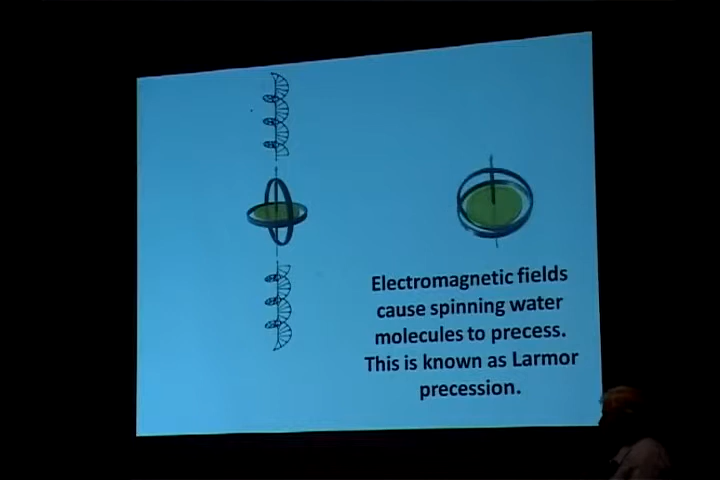 Electromagnetic fields
cause spinning water
molecules to precess.
This is known as Larmor
precession.